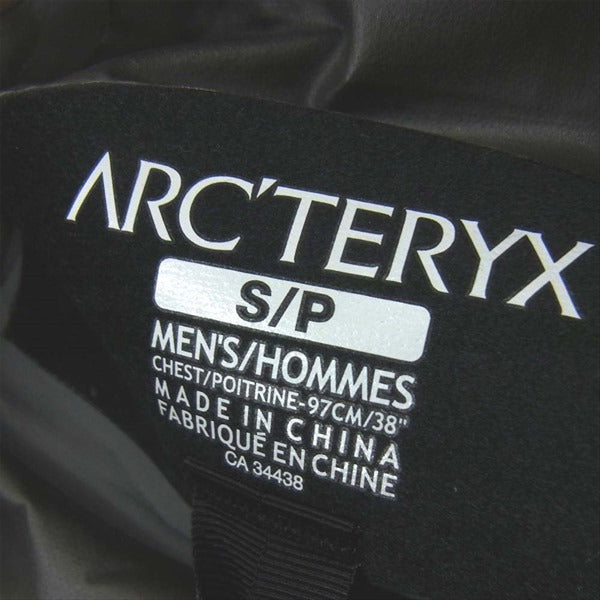 ARC'TERYX
S/P
MEN'S/HOMMES
CHEST/POITRINE-97CM/38"
MADE IN CHINA
FABRIQUÉ EN CHINE
CA 34438